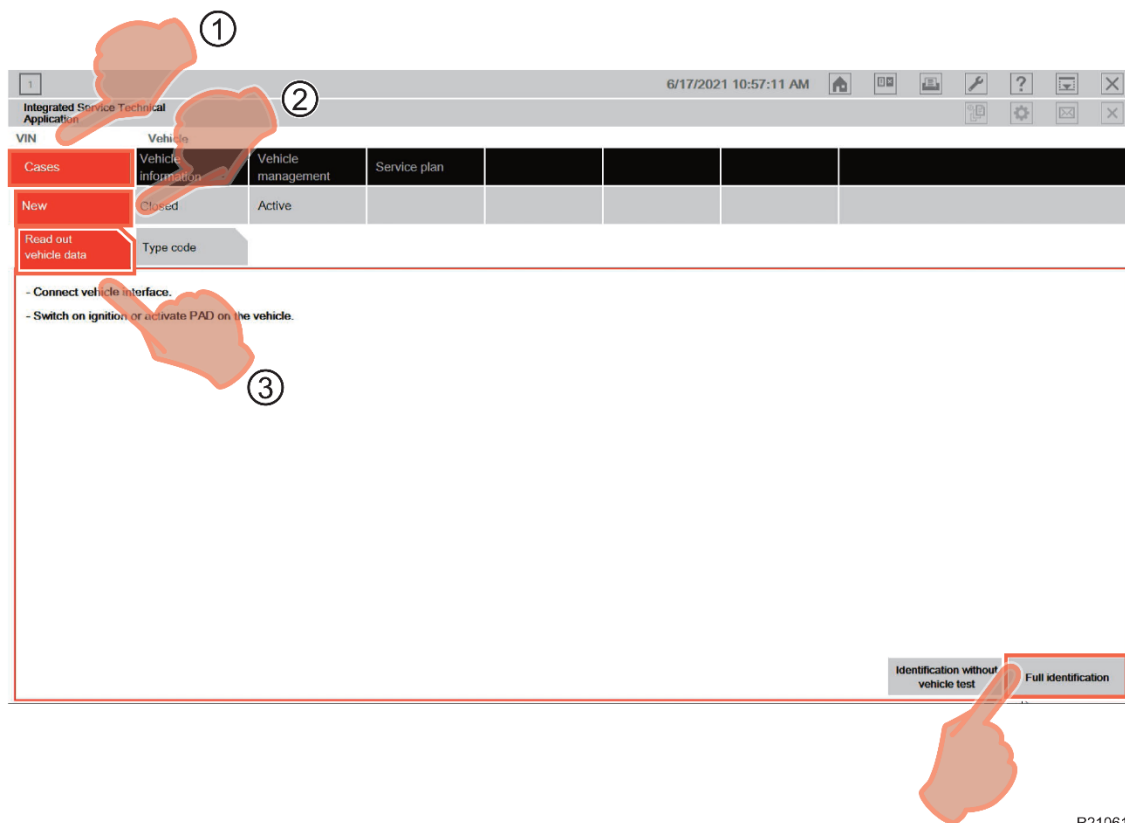 ①
1
6/17/2021 10:57:11 AM
?
②
Integrated Service Technical
Application
VIN Vehicle
Cases
Vehicle
information
Vehicle
management
Service plan
New Closed Active
Read out
vehicle data
Type code
- Connect vehicle interface.
- Switch on ignition or activate PAD on the vehicle.
③
Identification without
vehicle test
Full identification